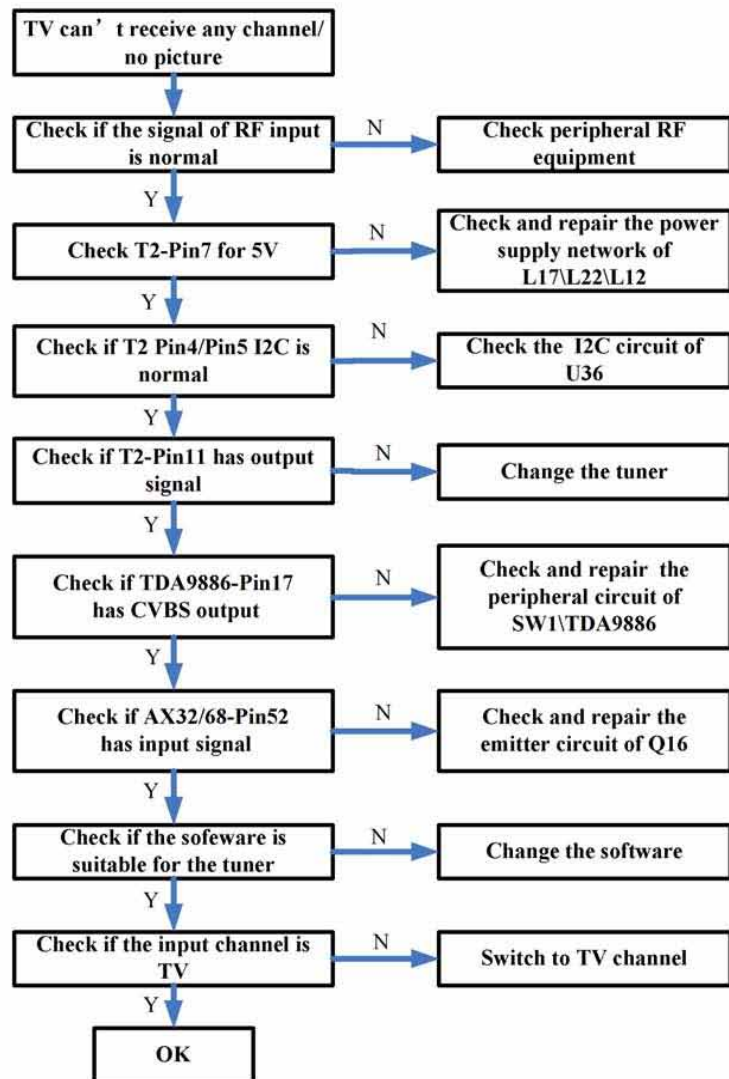 TV can’t receive any channel/
no picture
Check if the signal of RF input
is normal
N
Check peripheral RF
equipment
Y
Check T2-Pin7 for 5V
N
Check and repair the power
supply network of
L17\L22\L12
Y
Check if T2 Pin4/Pin5 I2C is
normal
N
Check the I2C circuit of
U36
Y
Check if T2-Pin11 has output
signal
N
Change the tuner
Y
Check if TDA9886-Pin17
has CVBS output
N
Check and repair the
peripheral circuit of
SW1\TDA9886
Y
Check if AX32/68-Pin52
has input signal
N
Check and repair the
emitter circuit of Q16
Y
Check if the sofeware is
suitable for the tuner
N
Change the software
Y
Check if the input channel is
TV
N
Switch to TV channel
Y
OK